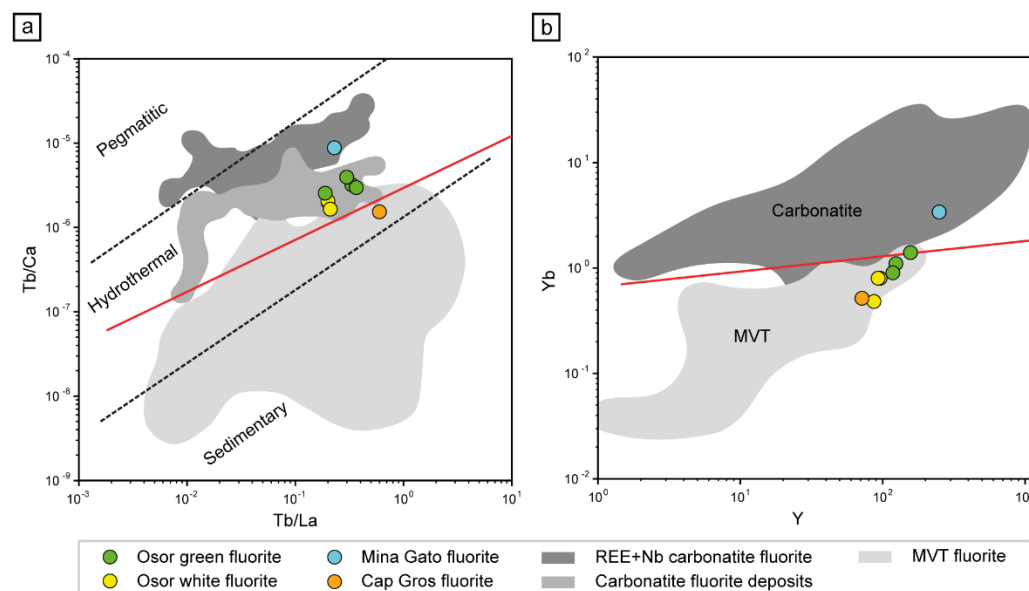 a
10⁻⁴
10⁻⁵
10⁻⁶
10⁻⁷
10⁻⁸
10⁻⁹
Tb/Ca
Pegmatitic
Hydrothermal
Sedimentary
10⁻³
10⁻²
10⁻¹
10⁰
10¹
Tb/La
b
10²
10¹
10⁰
10⁻¹
10⁻²
Yb
Carbonatite
MVT
10⁰
10¹
10²
Y
Osor green fluorite
Mina Gato fluorite
REE+Nb carbonatite fluorite
MVT fluorite
Osor white fluorite
Cap Gros fluorite
Carbonatite fluorite deposits